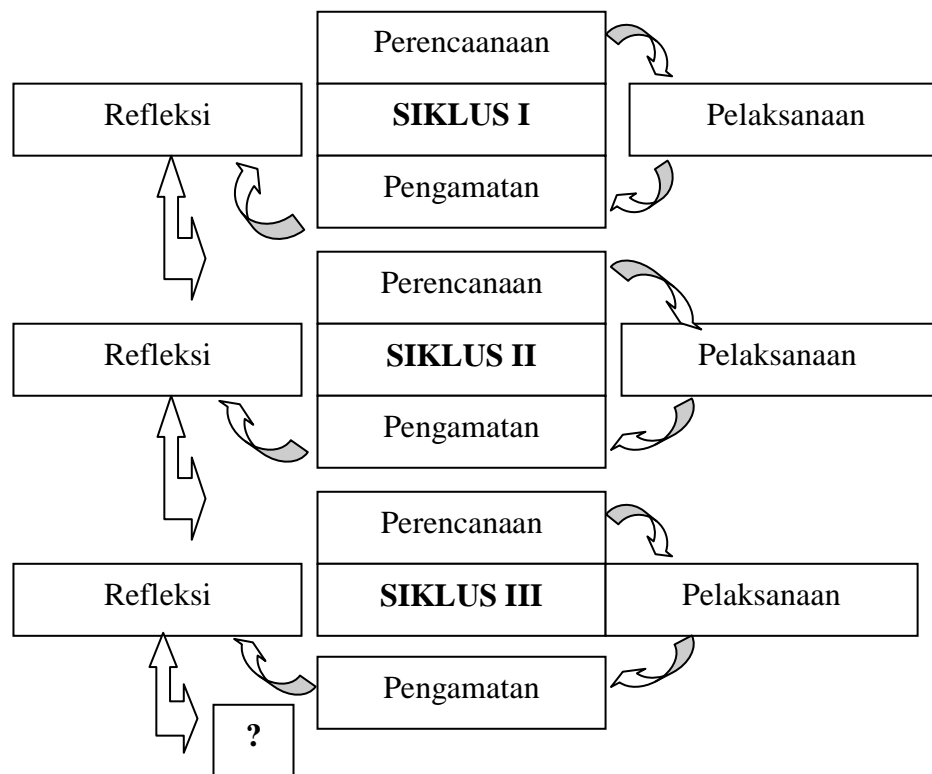 Perencaanaan
Refleksi
SIKLUS I
Pelaksanaan
Pengamatan
Perencanaan
Refleksi
SIKLUS II
Pelaksanaan
Pengamatan
Perencanaan
Refleksi
SIKLUS III
Pelaksanaan
Pengamatan
?